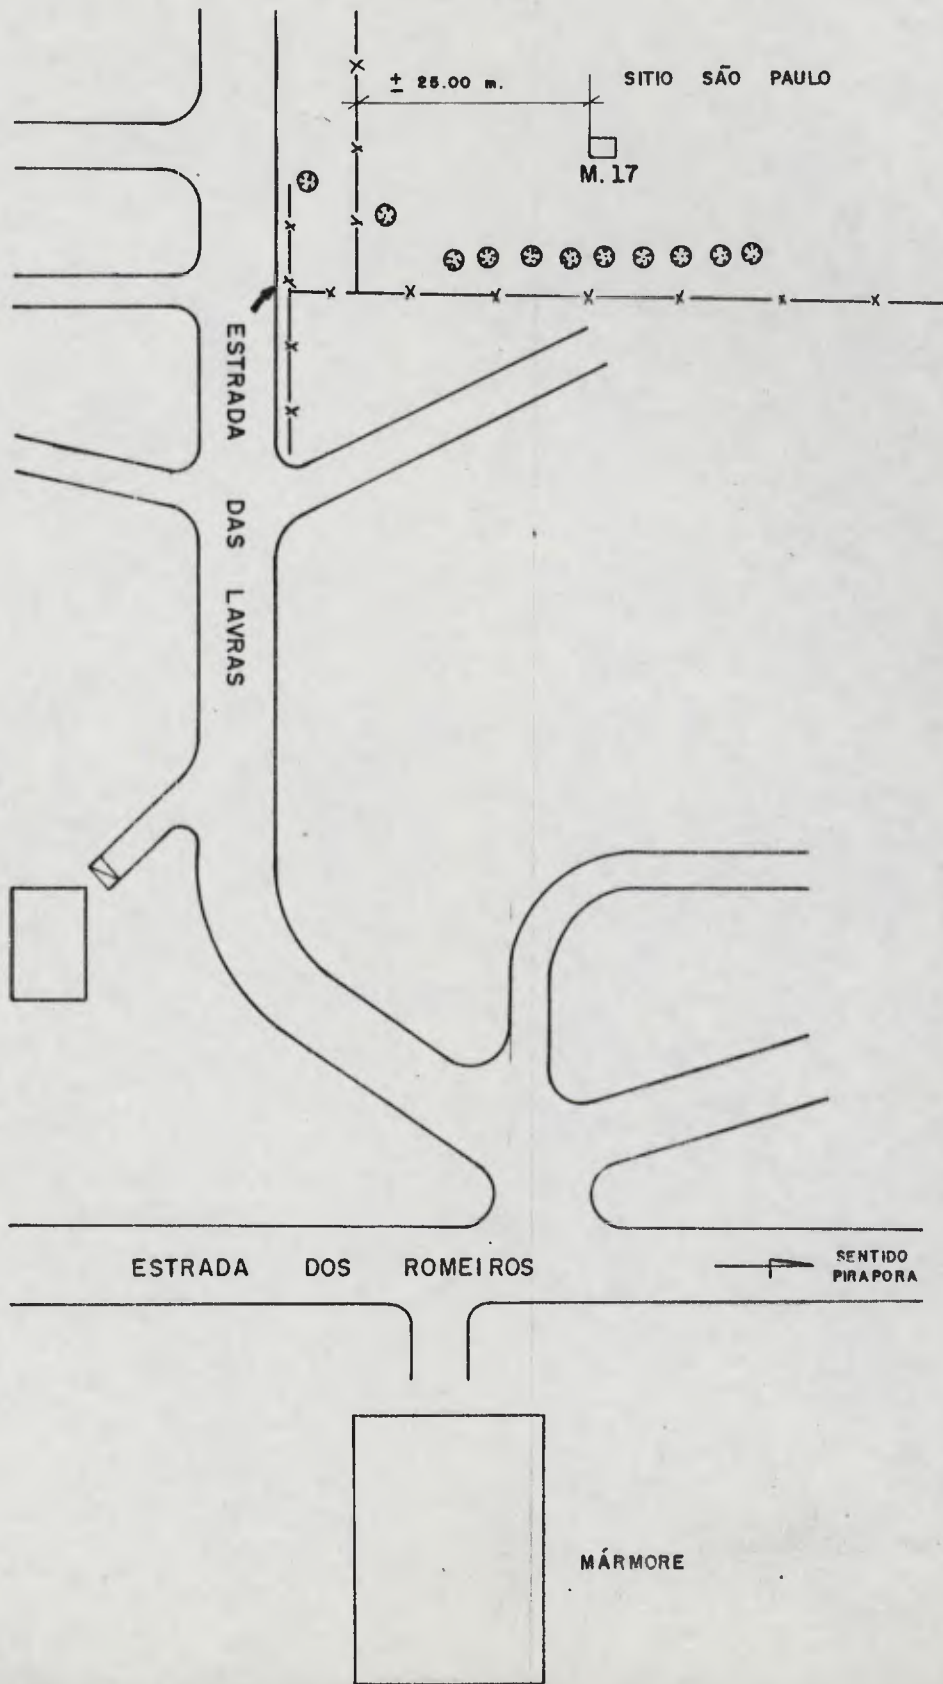 ± 25.00 m.
SITIO SÃO PAULO
M. 17
ESTRADA DAS LAVRAS
ESTRADA DOS ROMEIROS
SENTIDO
PIRAPORA
MÁRMORE